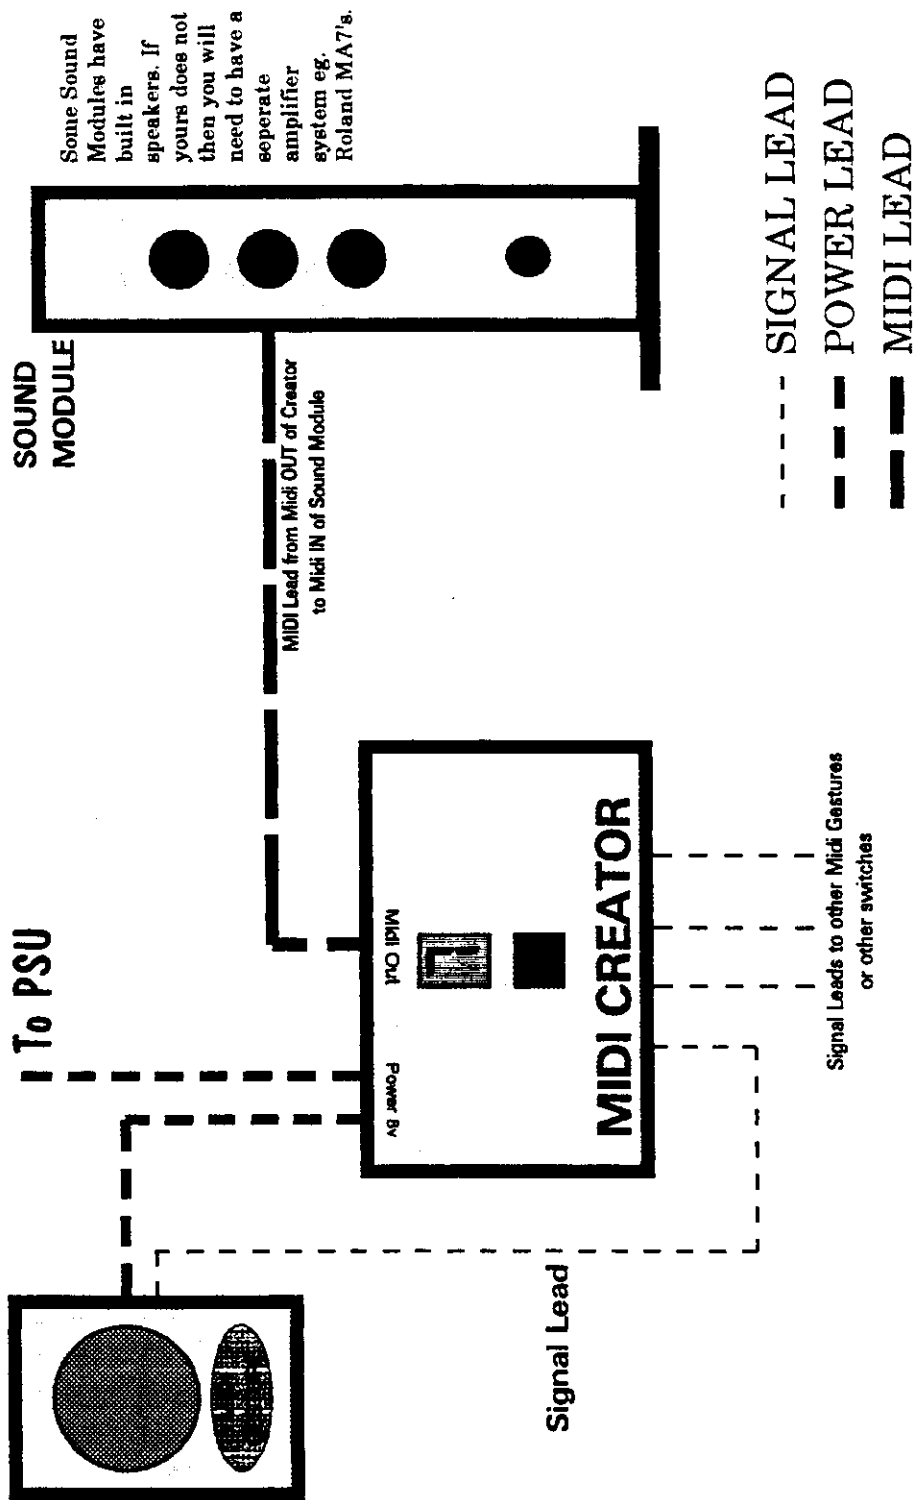 Some Sound
Modules have
built in
speakers. If
yours does not
then you will
need to have a
seperate
amplifier
system eg.
Roland MA7's.
SOUND
MODULE
MIDI Lead from Midi OUT of Creator
to Midi IN of Sound Module
To PSU
Midi Out
Power 8v
MIDI CREATOR
Signal Leads to other Midi Gestures
or other switches
Signal Lead
SIGNAL LEAD
POWER LEAD
MIDI LEAD